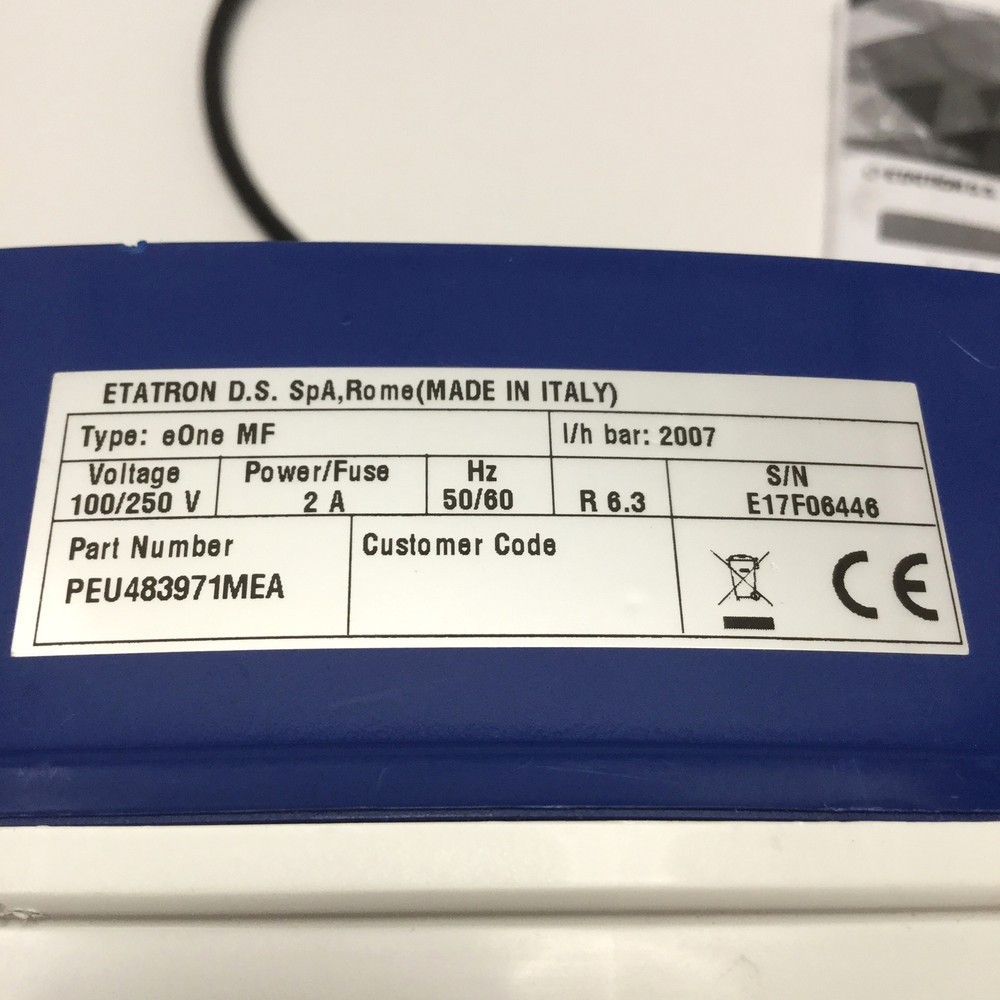 ETATRON D.S. SpA,Rome(MADE IN ITALY)
Type: eOne MF
l/h bar: 2007
Voltage
100/250 V
Power/Fuse
2 A
Hz
50/60
R 6.3
S/N
E17F06446
Part Number
PEU483971MEA
Customer Code
CE